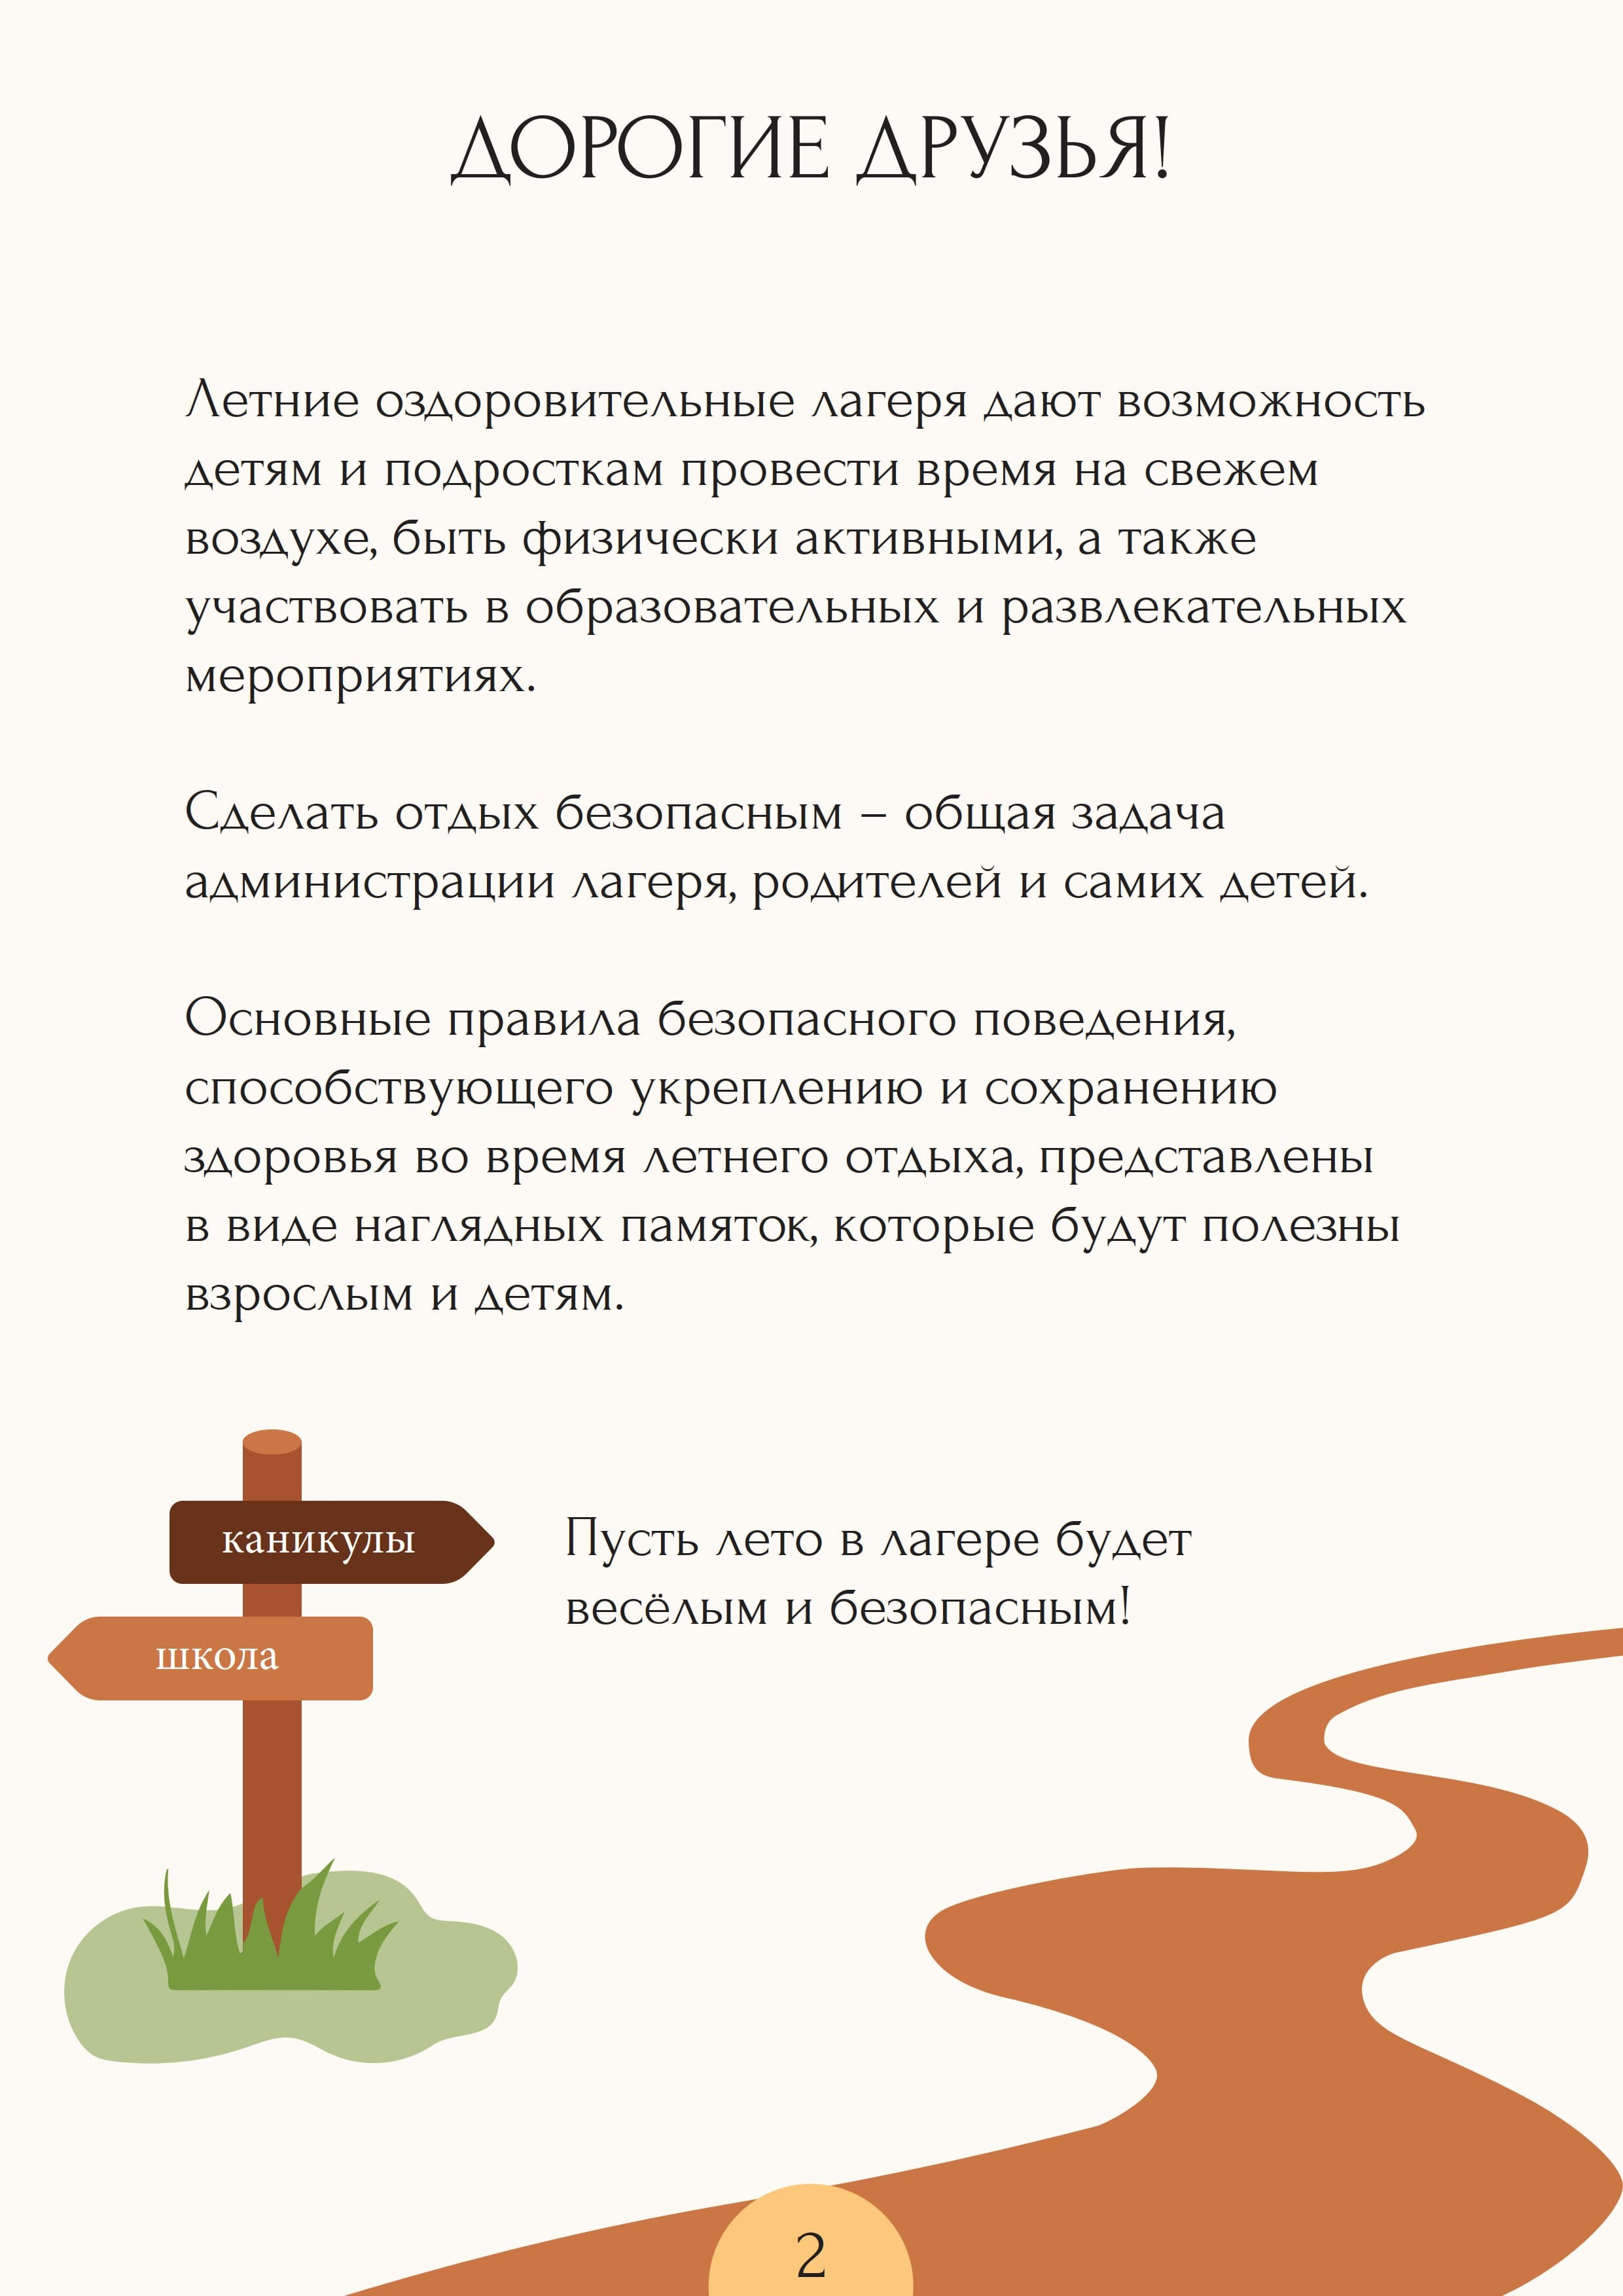 ДОРОГИЕ ДРУЗЬЯ!
Летние оздоровительные лагеря дают возможность
детям и подросткам провести время на свежем
воздухе, быть физически активными, а также
участвовать в образовательных и развлекательных
мероприятиях.
Сделать отдых безопасным – общая задача
администрации лагеря, родителей и самих детей.
Основные правила безопасного поведения,
способствующего укреплению и сохранению
здоровья во время летнего отдыха, представлены
в виде наглядных памяток, которые будут полезны
взрослым и детям.
каникулы
школа
Пусть лето в лагере будет
весёлым и безопасным!
2